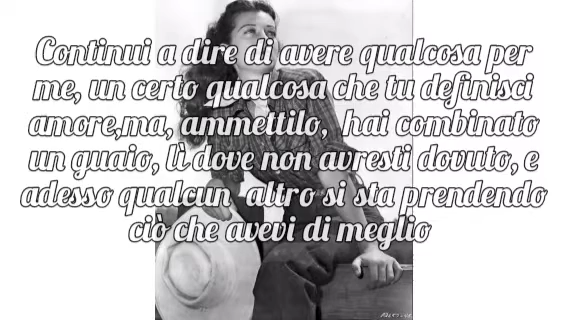 Continui a dire di avere qualcosa per
me, un certo qualcosa che tu definisci
amore,ma, ammettilo, hai combinato
un guaio, lì dove non avresti dovuto, e
adesso qualcun altro si sta prendendo
ciò che avevi di meglio